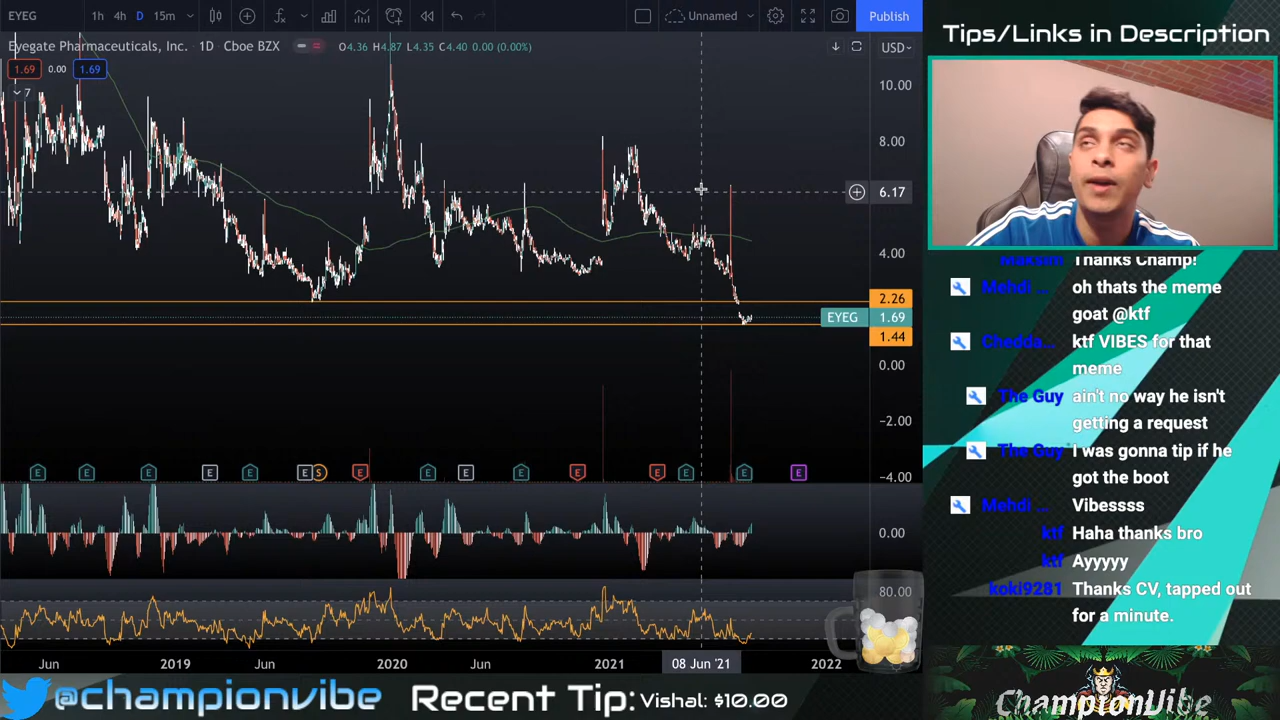 EYEG 1h 4h D 15m Unnamed Publish
Eyegate Pharmaceuticals, Inc. · 1D · Cboe BZX O4.36 H4.87 L4.35 C4.40 0.00 (0.00%) USD
1.69 0.00 1.69
7
10.00
8.00
6.17
4.00
2.26
EYEG 1.69
1.44
0.00
−2.00
−4.00
E E E E E E S E E E E E E E E E
0.00
80.00
Jun 2019 Jun 2020 Jun 2021 08 Jun '21 2022
@championvibe Recent Tip: Vishal: $10.00
Tips/Links in Description
Maksim Thanks Champ!
Mehdi ... oh thats the meme
goat @ktf
Chedda... ktf VIBES for that
meme
The Guy ain't no way he isn't
getting a request
The Guy I was gonna tip if he
got the boot
Mehdi ... Vibessss
ktf Haha thanks bro
ktf Ayyyyy
koki9281 Thanks CV, tapped out
for a minute.
ChampionVibe